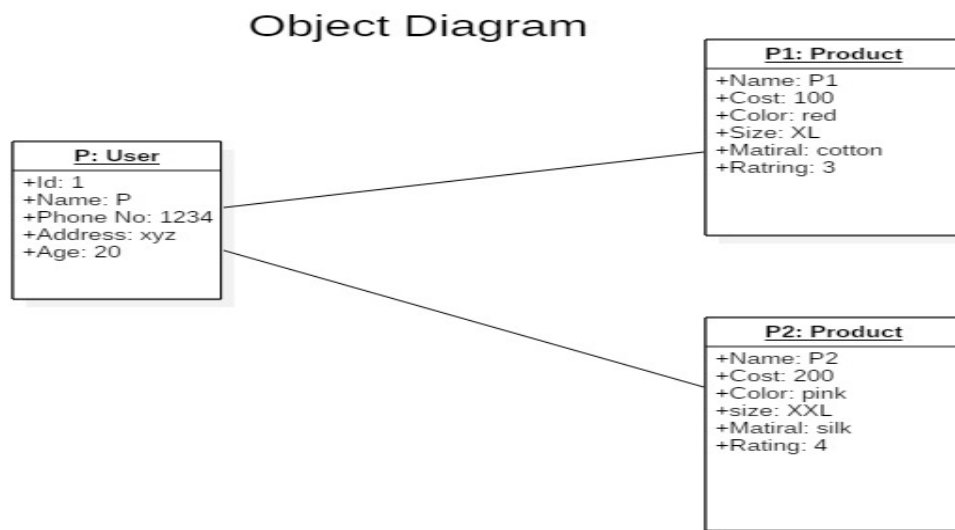 Object Diagram
P: User
+Id: 1
+Name: P
+Phone No: 1234
+Address: xyz
+Age: 20
P1: Product
+Name: P1
+Cost: 100
+Color: red
+Size: XL
+Matiral: cotton
+Ratring: 3
P2: Product
+Name: P2
+Cost: 200
+Color: pink
+size: XXL
+Matiral: silk
+Rating: 4